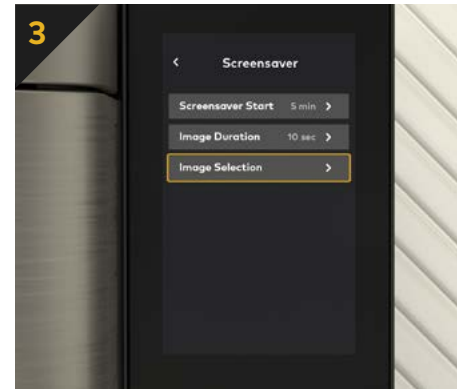 3
Screensaver
Screensaver Start 5 min
Image Duration 10 sec
Image Selection